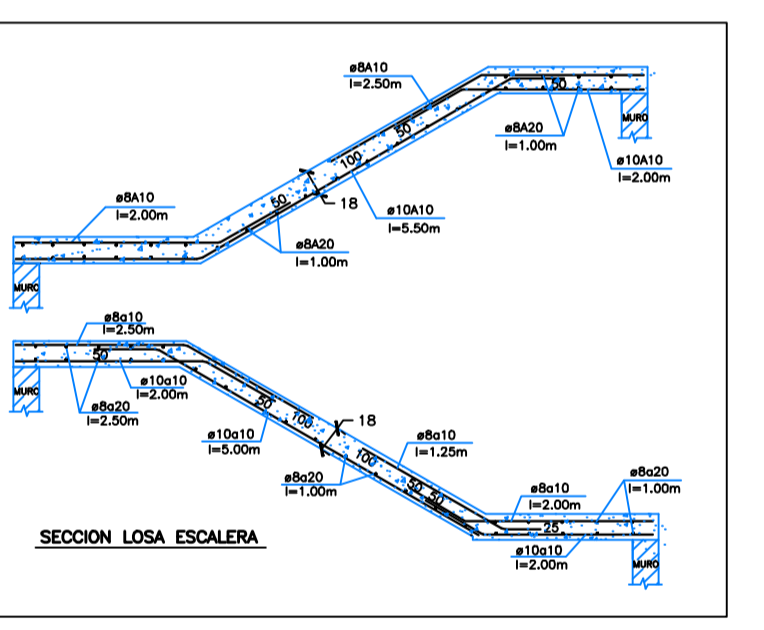 ø8A10
l=2.50m
50
MURO
ø8A20
l=1.00m
ø10A10
l=2.00m
50
100
18
ø10A10
l=5.50m
ø8A10
l=2.00m
50
ø8A20
l=1.00m
MURO
ø8a10
l=2.50m
50
ø10a10
l=2.00m
MURO
ø8a20
l=2.50m
50
100
18
ø10a10
l=5.00m
ø8a10
l=1.25m
100
ø8a20
l=1.00m
50
50
ø8a10
l=2.00m
ø8a20
l=1.00m
25
ø10a10
l=2.00m
MURO
SECCION LOSA ESCALERA